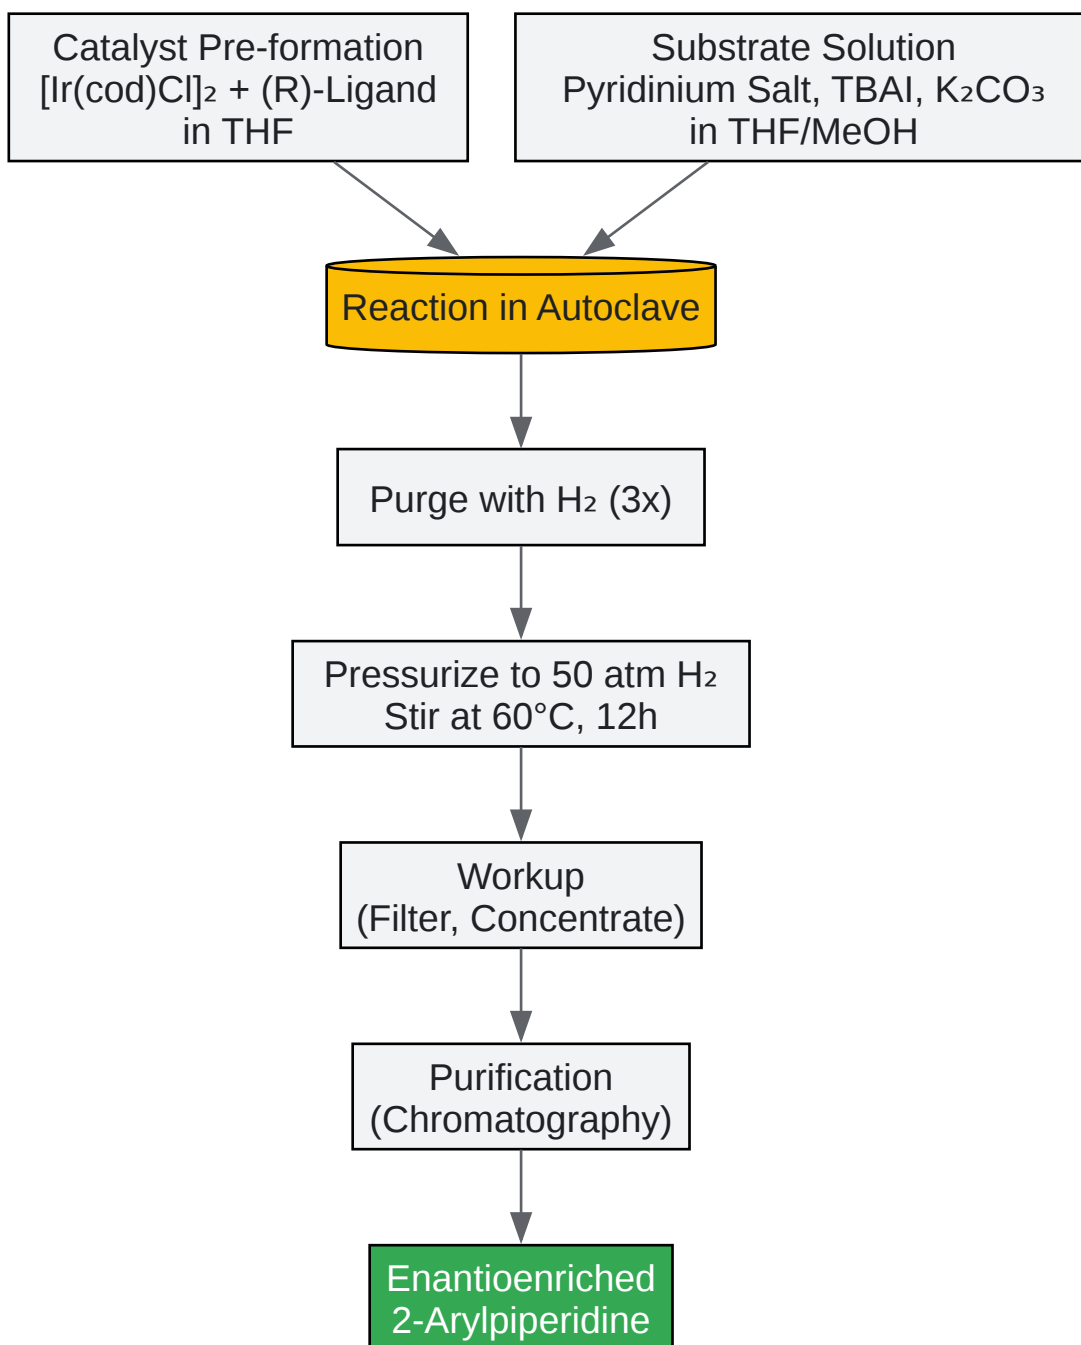 Catalyst Pre-formation
[Ir(cod)Cl]₂ + (R)-Ligand
in THF
Substrate Solution
Pyridinium Salt, TBAI, K₂CO₃
in THF/MeOH
Reaction in Autoclave
Purge with H₂ (3x)
Pressurize to 50 atm H₂
Stir at 60°C, 12h
Workup
(Filter, Concentrate)
Purification
(Chromatography)
Enantioenriched
2-Arylpiperidine